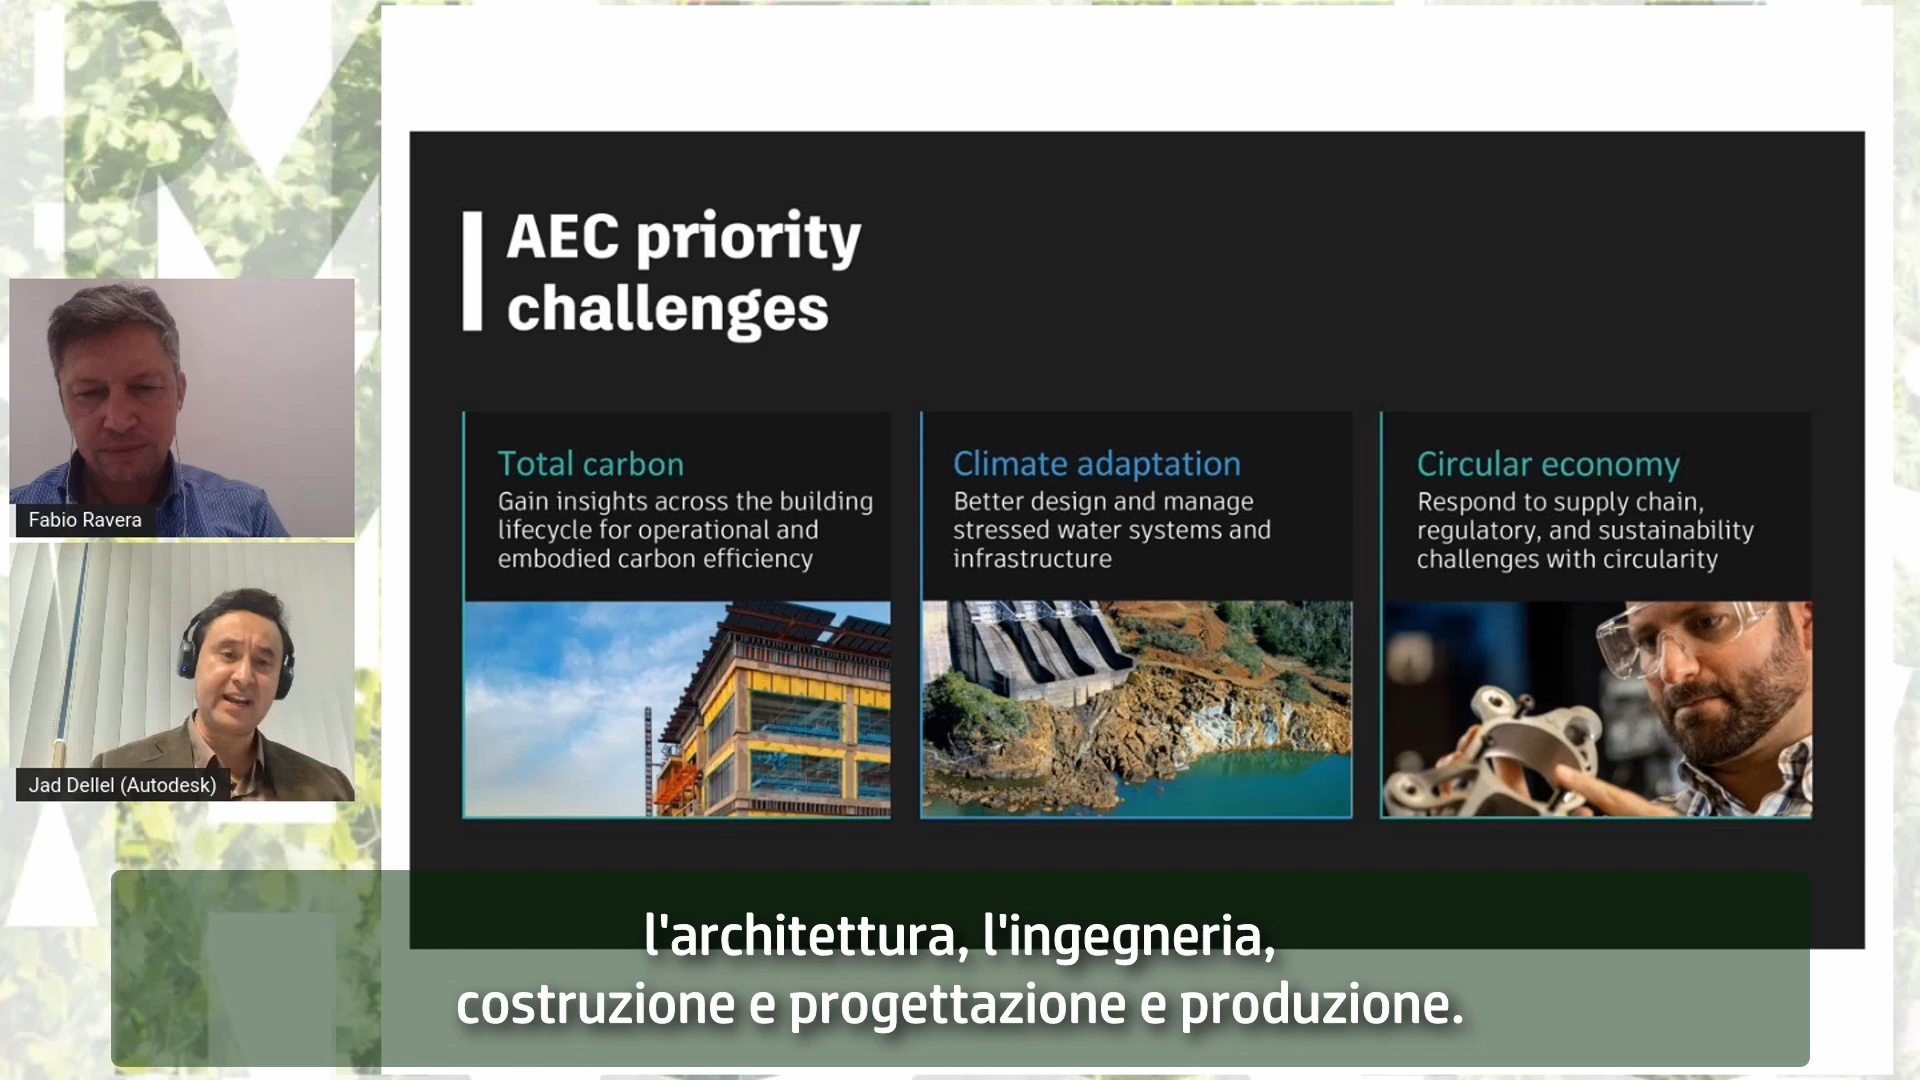 AEC priority
challenges
Total carbon
Gain insights across the building
lifecycle for operational and
embodied carbon efficiency
Climate adaptation
Better design and manage
stressed water systems and
infrastructure
Circular economy
Respond to supply chain,
regulatory, and sustainability
challenges with circularity
Fabio Ravera
Jad Dellel (Autodesk)
l'architettura, l'ingegneria,
costruzione e progettazione e produzione.